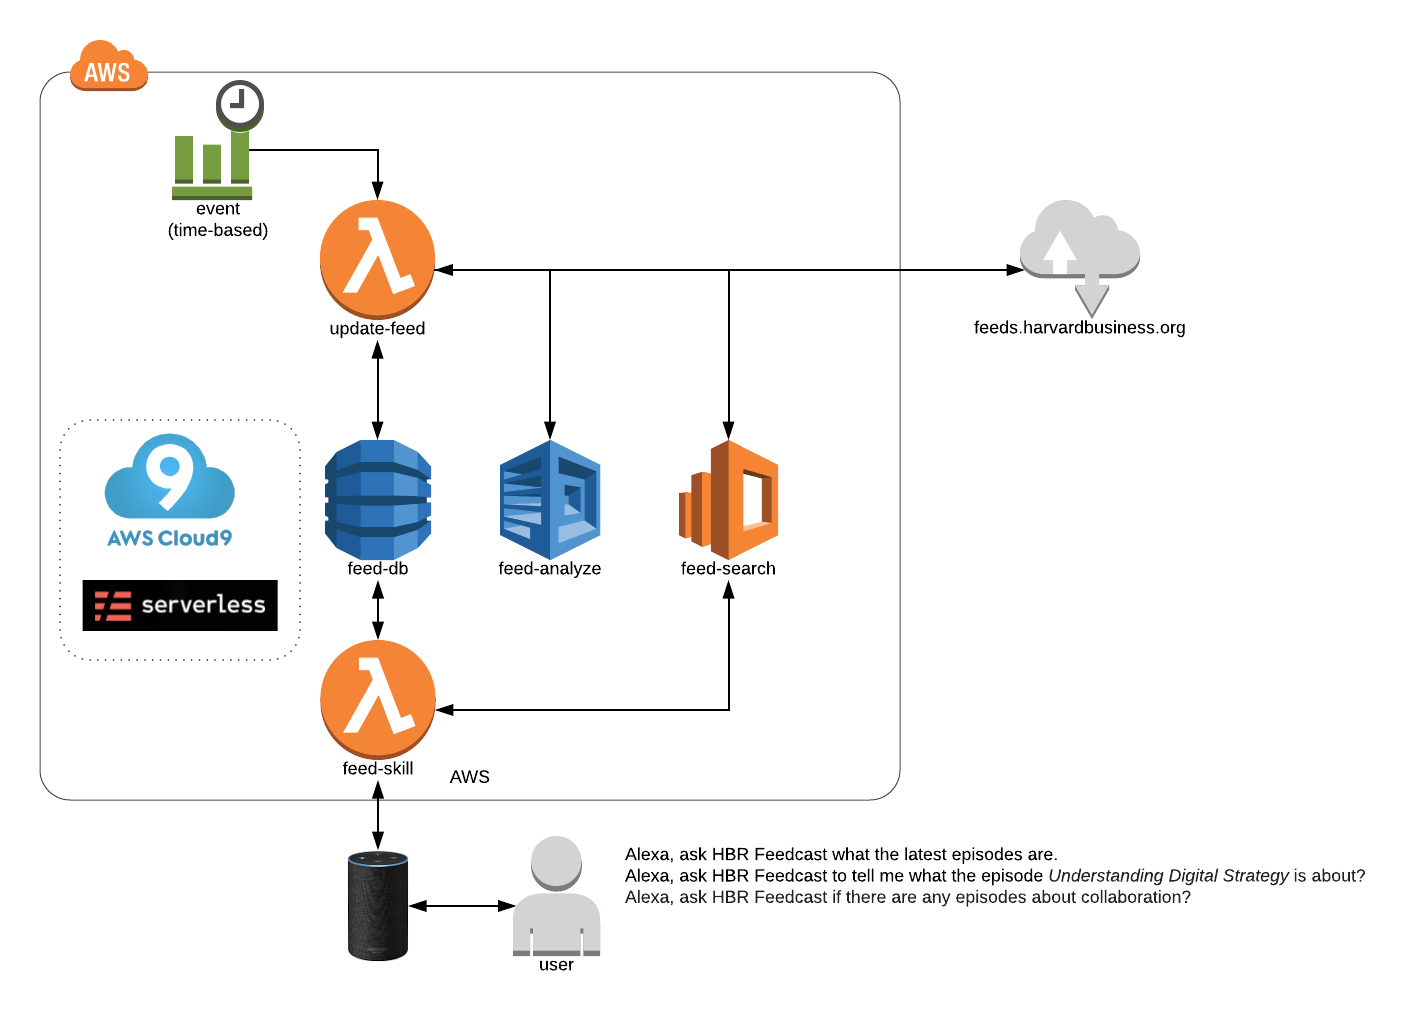 AWS
event
(time-based)
update-feed
feeds.harvardbusiness.org
9
AWS Cloud9
serverless
feed-db
feed-analyze
feed-search
feed-skill
AWS
Alexa, ask HBR Feedcast what the latest episodes are.
Alexa, ask HBR Feedcast to tell me what the episode Understanding Digital Strategy is about?
Alexa, ask HBR Feedcast if there are any episodes about collaboration?
user